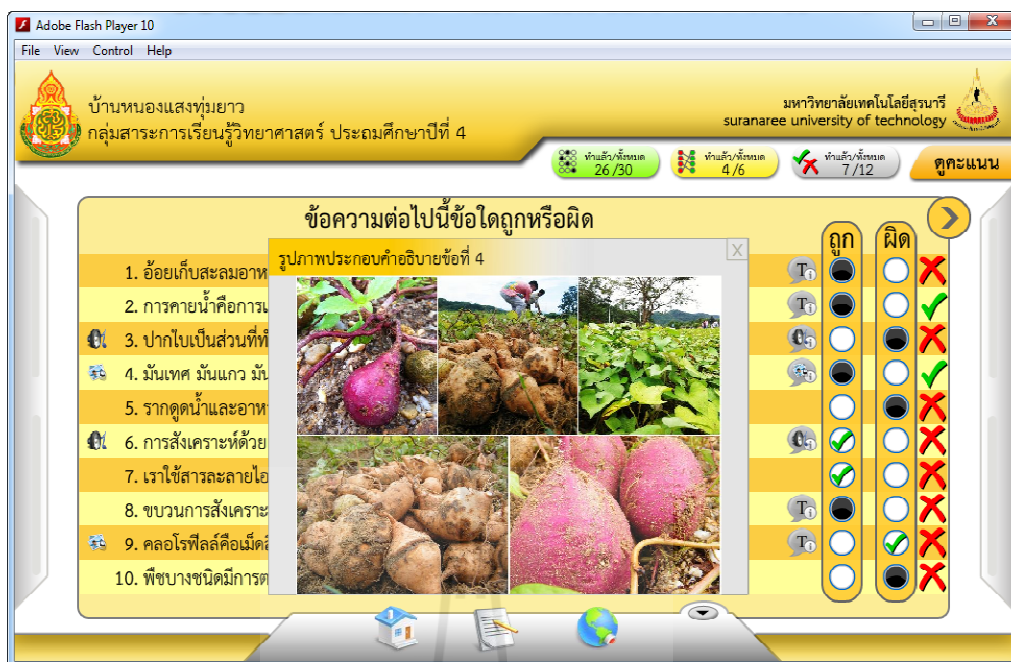 Adobe Flash Player 10
File View Control Help
บ้านหนองแสงทุ่มยาว
กลุ่มสาระการเรียนรู้วิทยาศาสตร์ ประถมศึกษาปีที่ 4
มหาวิทยาลัยเทคโนโลยีสุรนารี
suranaree university of technology
ทำแล้ว/ทั้งหมด
26/30
ทำแล้ว/ทั้งหมด
4/6
ทำแล้ว/ทั้งหมด
7/12
ดูคะแนน
ข้อความต่อไปนี้ข้อใดถูกหรือผิด
ถูก ผิด
รูปภาพประกอบคำอธิบายข้อที่ 4 X
1. อ้อยเก็บสะลมอาห
2. การคายน้ำคือการเ
3. ปากใบเป็นส่วนที่ท
4. มันเทศ มันแกว มัน
5. รากดูดน้ำและอาห
6. การสังเคราะห์ด้วย
7. เราใช้สารละลายไอ
8. ขบวนการสังเคราะ
9. คลอโรฟีลล์คือเม็ด
10. พืชบางชนิดมีการต